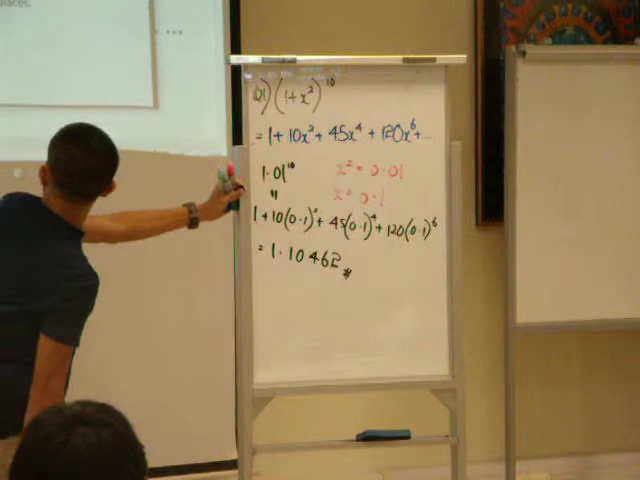 Q1) (1+x²)¹⁰
= 1 + 10x² + 45x⁴ + 120x⁶ + ...
1.01¹⁰ x² = 0.01
" x = 0.1
1+10(0.1)²+45(0.1)⁴+120(0.1)⁶
= 1.10462